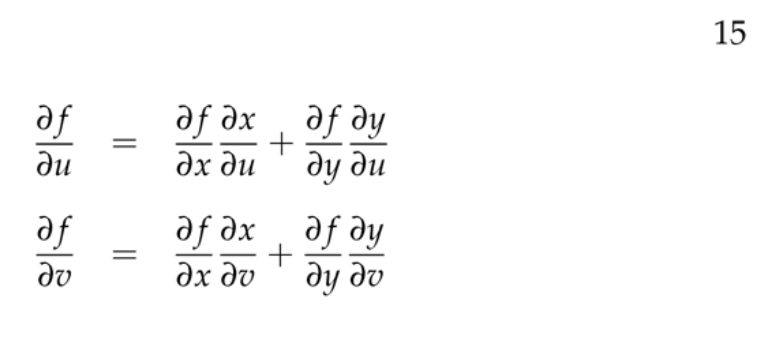 15
∂f/∂u = ∂f/∂x ∂x/∂u + ∂f/∂y ∂y/∂u
∂f/∂v = ∂f/∂x ∂x/∂v + ∂f/∂y ∂y/∂v